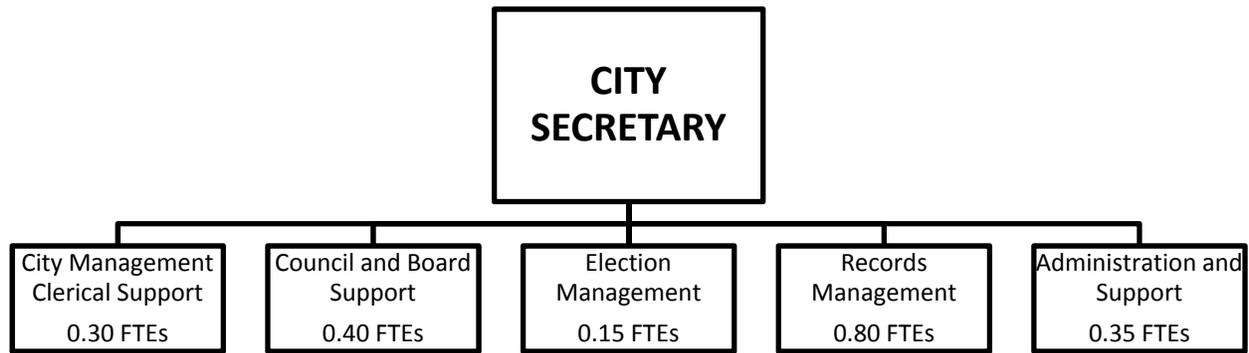 CITY
SECRETARY
City Management
Clerical Support
0.30 FTEs
Council and Board
Support
0.40 FTEs
Election
Management
0.15 FTEs
Records
Management
0.80 FTEs
Administration and
Support
0.35 FTEs